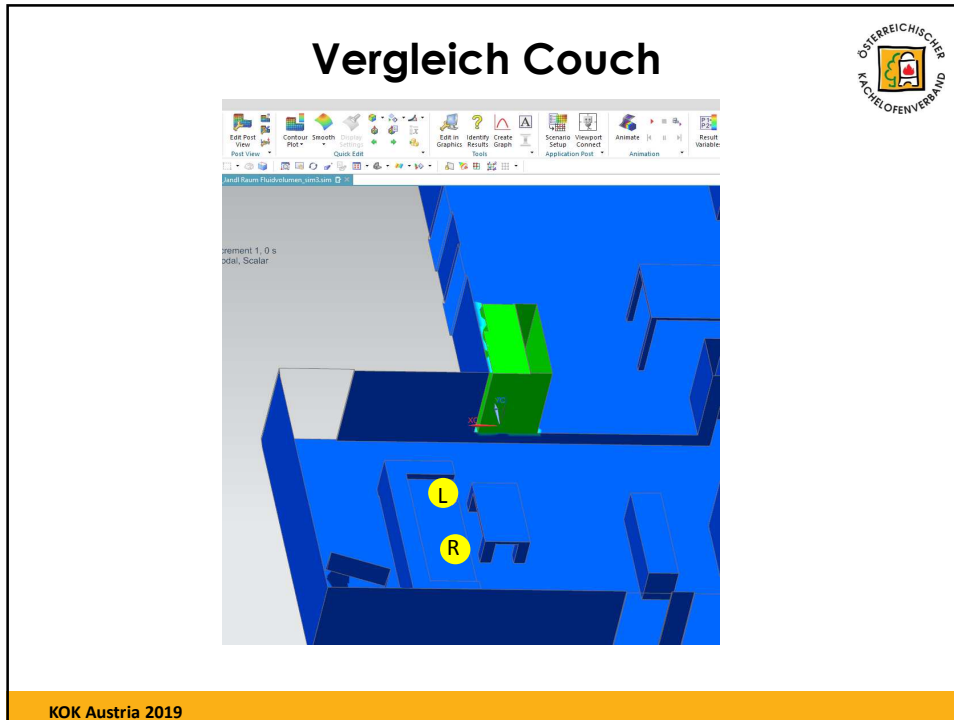 Vergleich Couch
ÖSTERREICHISCHER
KACHELOFENVERBAND
Edit Post
View
Contour
Plot
Smooth
Display
Settings
Edit in
Graphics
Identify
Results
Create
Graph
Scenario
Setup
Viewport
Connect
Animate
Result
Variables
Post View
Quick Edit
Tools
Application Post
Animation
Jandl Raum Fluidvolumen_sim3.sim
crement 1, 0 s
odal, Scalar
YC
XC
L
R
KOK Austria 2019